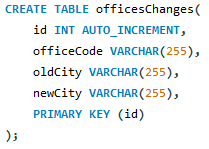 CREATE TABLE officesChanges(
    id INT AUTO_INCREMENT,
    officeCode VARCHAR(255),
    oldCity VARCHAR(255),
    newCity VARCHAR(255),
    PRIMARY KEY (id)
);